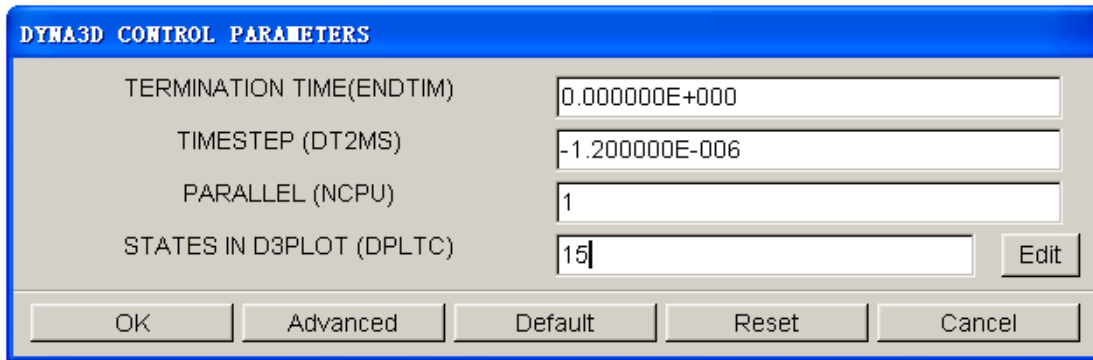 DYNA3D CONTROL PARAMETERS
TERMINATION TIME(ENDTIM) 0.000000E+000
TIMESTEP (DT2MS) -1.200000E-006
PARALLEL (NCPU) 1
STATES IN D3PLOT (DPLTC) 15 Edit
OK Advanced Default Reset Cancel